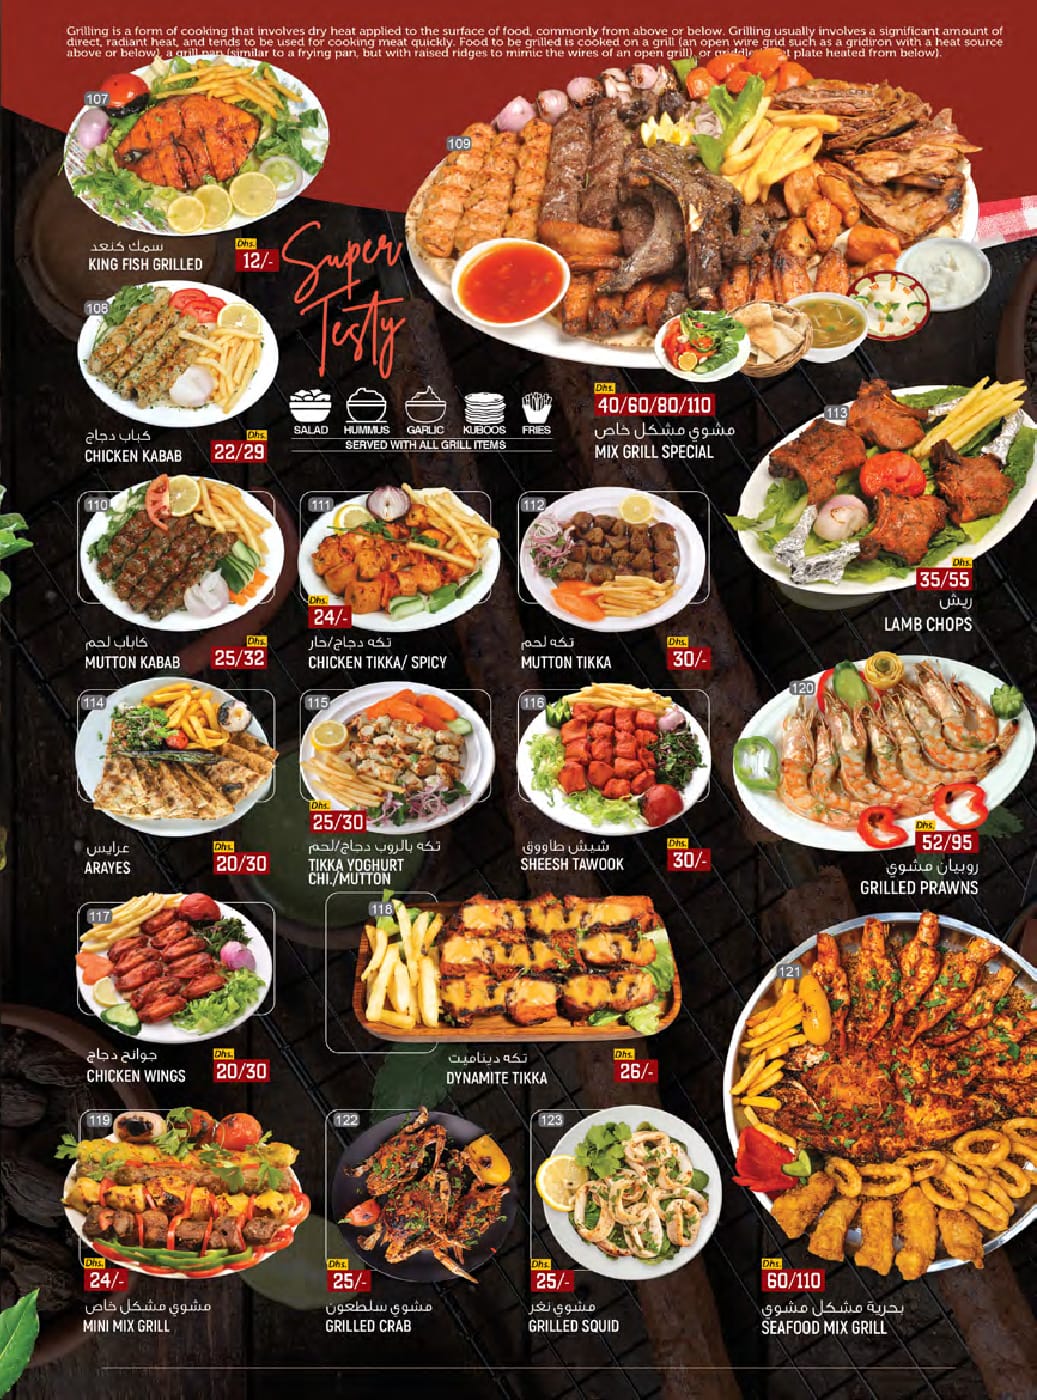 Grilling is a form of cooking that involves dry heat applied to the surface of food, commonly from above or below. Grilling usually involves a significant amount of
direct, radiant heat, and tends to be used for cooking meat quickly. Food to be grilled is cooked on a grill (an open wire grid such as a gridiron with a heat source
above or below), a grill pan (similar to a frying pan, but with raised ridges to mimic the wires of an open grill), or griddle plate heated from below).
107
سمك كنعد
KING FISH GRILLED
Dhs.
12/-
Super
Testy
109
108
كباب دجاج
CHICKEN KABAB
Dhs.
22/29
SALAD HUMMUS GARLIC KUBOOS FRIES
SERVED WITH ALL GRILL ITEMS
Dhs.
40/60/80/110
مشوي مشكل خاص
MIX GRILL SPECIAL
113
Dhs.
35/55
ريش
LAMB CHOPS
110
كاباب لحم
MUTTON KABAB
Dhs.
25/32
111
Dhs.
24/-
تكه دجاج/حار
CHICKEN TIKKA/ SPICY
112
تكه لحم
MUTTON TIKKA
Dhs.
30/-
114
عرايس
ARAYES
Dhs.
20/30
115
Dhs.
25/30
تكه بالروب دجاج/لحم
TIKKA YOGHURT
CHI./MUTTON
116
شيش طاووق
SHEESH TAWOOK
Dhs.
30/-
120
Dhs.
52/95
روبيان مشوي
GRILLED PRAWNS
117
جوانح دجاج
CHICKEN WINGS
Dhs.
20/30
118
تكه ديناميت
DYNAMITE TIKKA
Dhs.
26/-
121
119
Dhs.
24/-
مشوي مشكل خاص
MINI MIX GRILL
122
Dhs.
25/-
مشوي سلطعون
GRILLED CRAB
123
Dhs.
25/-
مشوي نغر
GRILLED SQUID
Dhs.
60/110
بحرية مشكل مشوي
SEAFOOD MIX GRILL